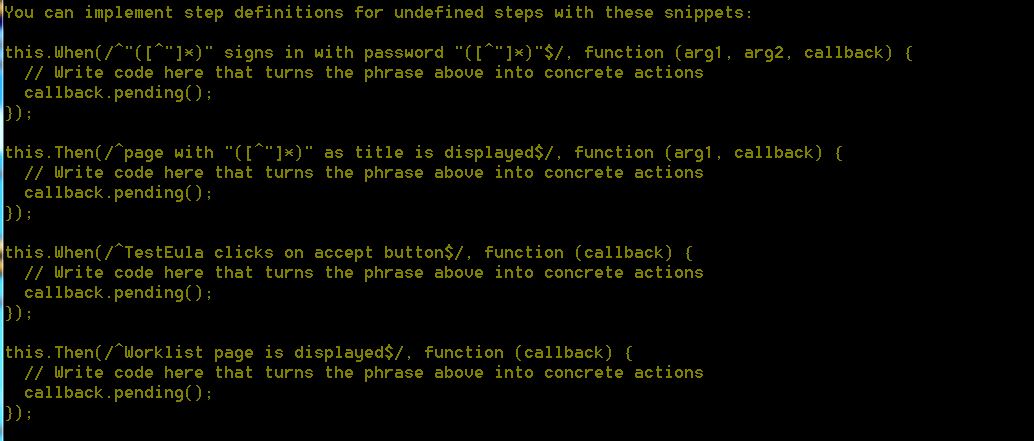 You can implement step definitions for undefined steps with these snippets:
this.When(/^"([^"]*)" signs in with password "([^"]*)"$/, function (arg1, arg2, callback) {
  // Write code here that turns the phrase above into concrete actions
  callback.pending();
});
this.Then(/^page with "([^"]*)" as title is displayed$/, function (arg1, callback) {
  // Write code here that turns the phrase above into concrete actions
  callback.pending();
});
this.When(/^TestEula clicks on accept button$/, function (callback) {
  // Write code here that turns the phrase above into concrete actions
  callback.pending();
});
this.Then(/^Worklist page is displayed$/, function (callback) {
  // Write code here that turns the phrase above into concrete actions
  callback.pending();
});